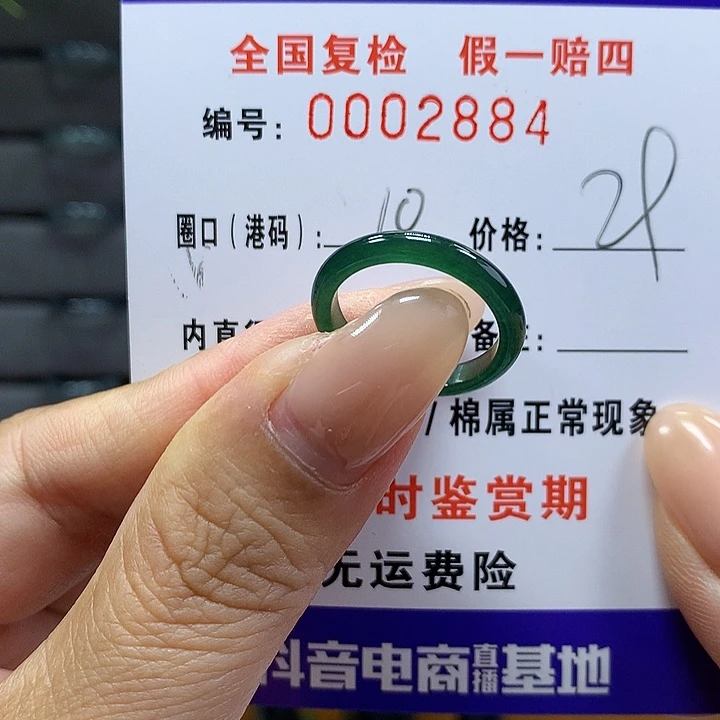 全国复检 假一赔四
编号: 0002884
圈口(港码): 10 价格:
内直 备注:
/ 棉属正常现象
时鉴赏期
无运费险
抖音电商直播基地